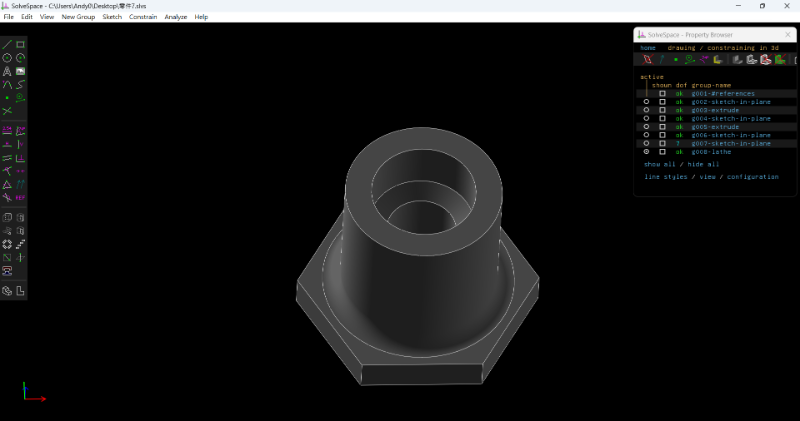 SolveSpace - C:\Users\Andy0\Desktop\零件7.slvs
File Edit View New Group Sketch Constrain Analyze Help
SolveSpace - Property Browser
home drawing / constraining in 3d
active
shown dof group-name
ok g001-#references
ok g002-sketch-in-plane
ok g003-extrude
ok g004-sketch-in-plane
ok g005-extrude
ok g006-sketch-in-plane
7 g007-sketch-in-plane
ok g008-lathe
show all / hide all
line styles / view / configuration